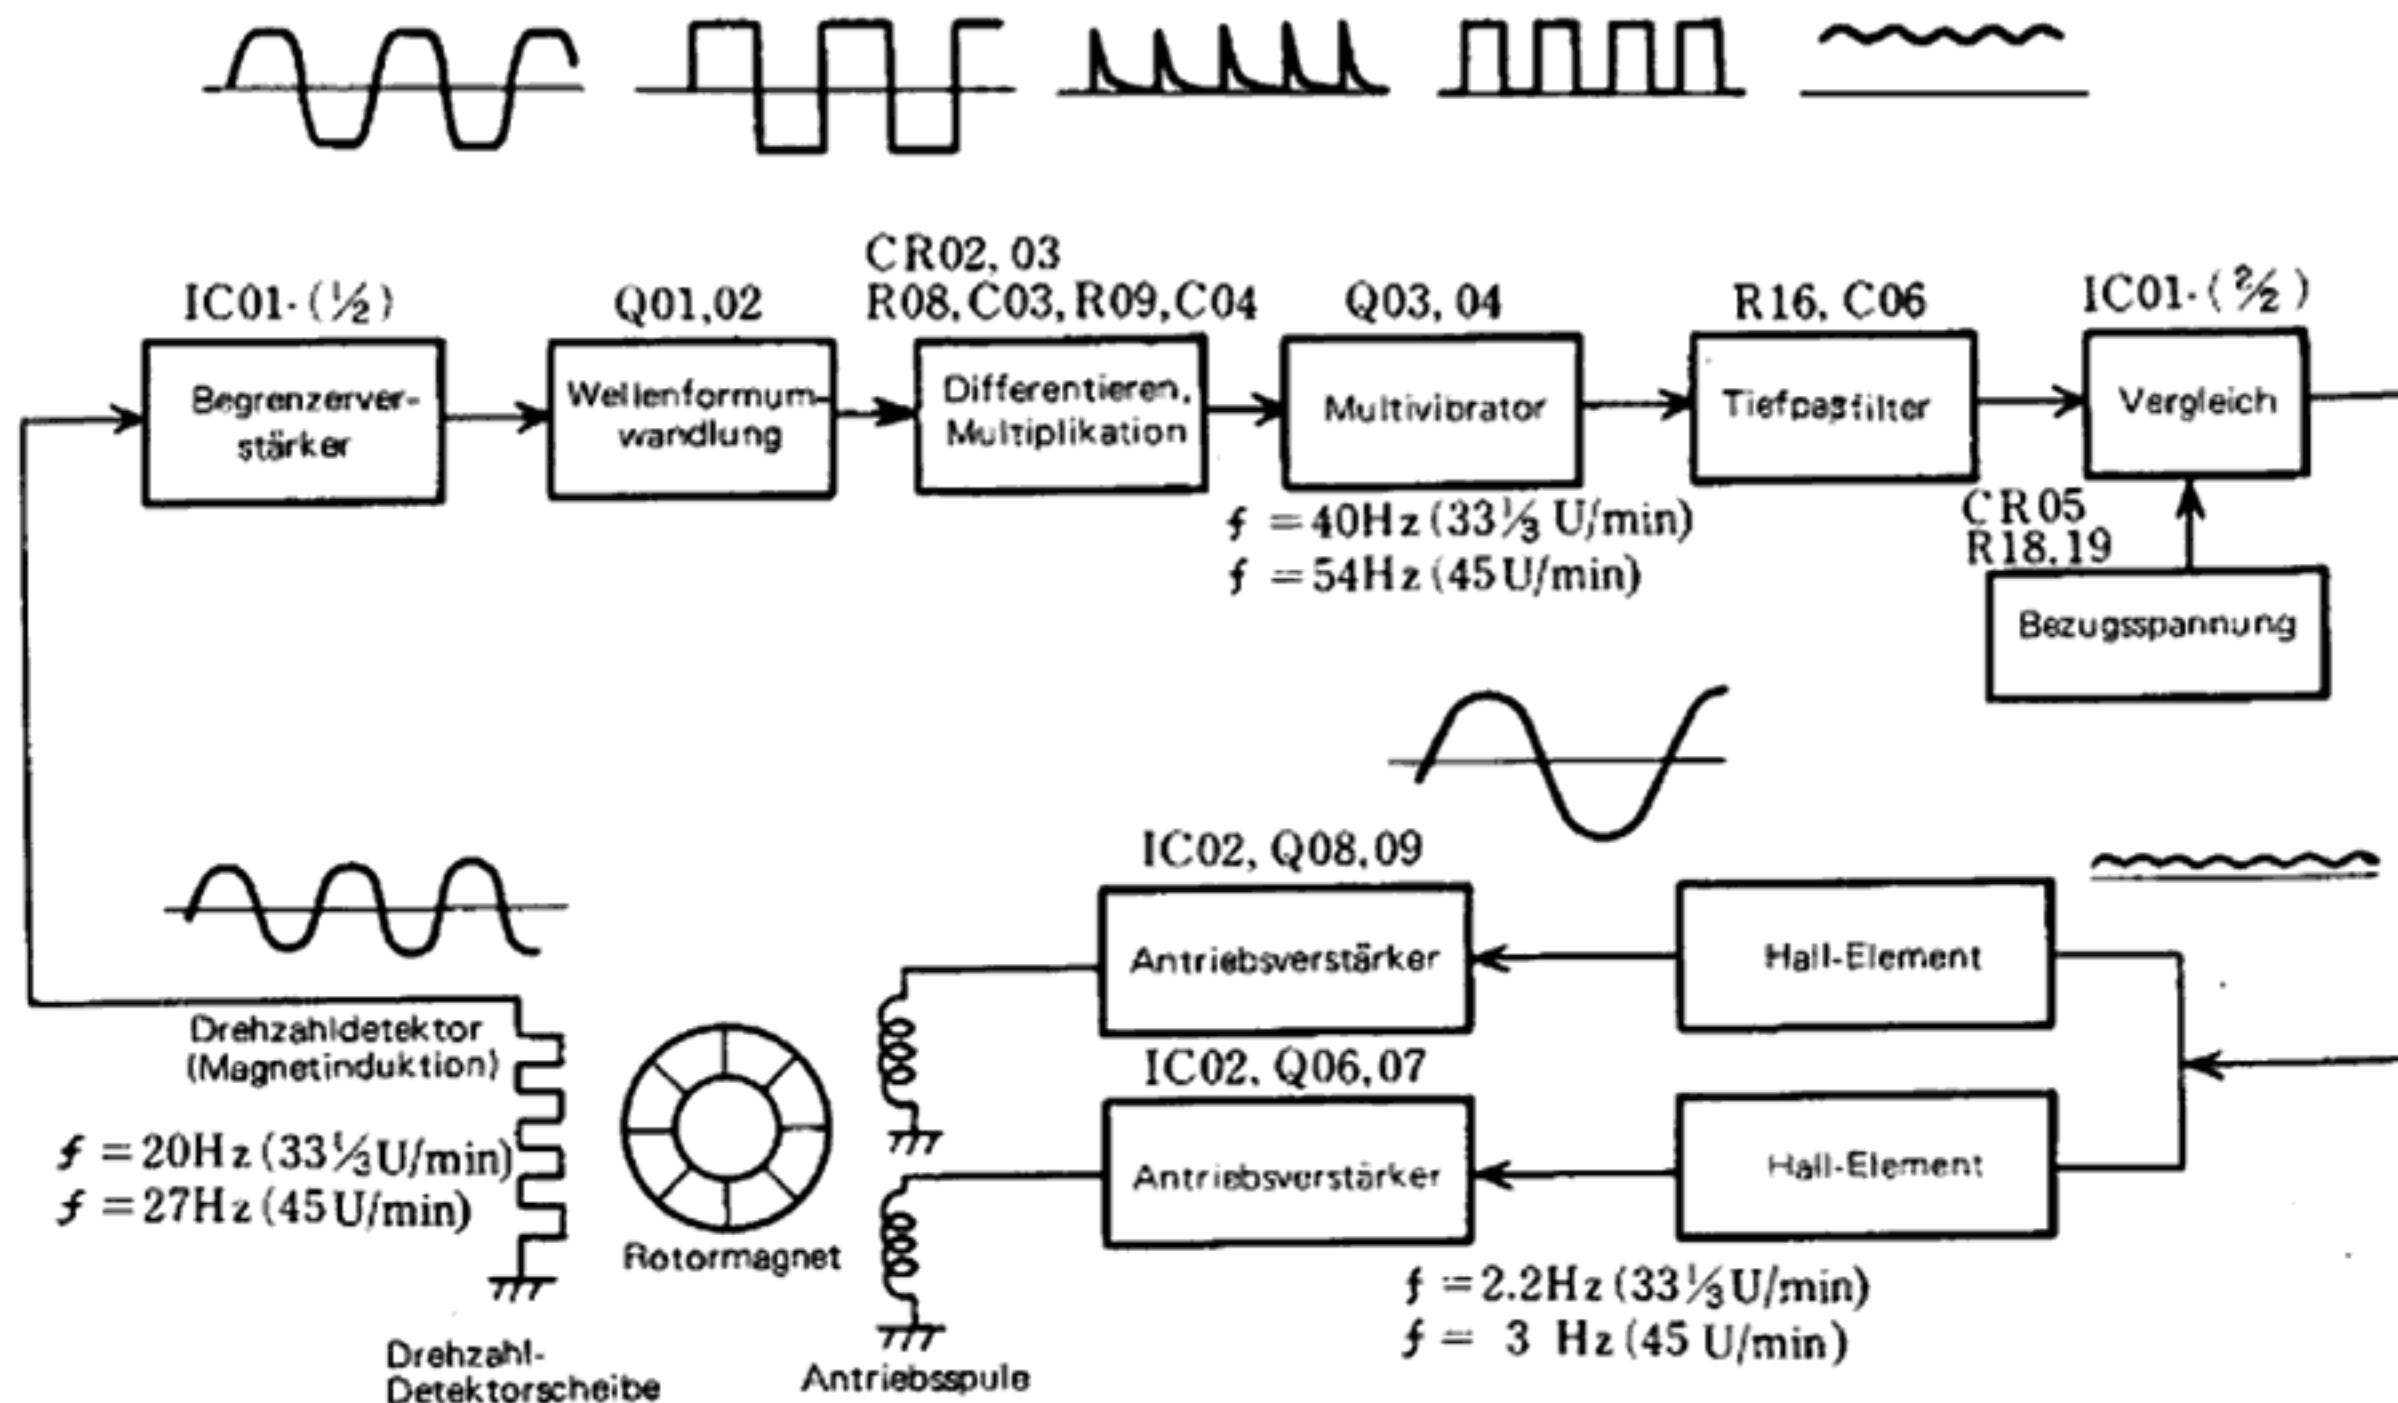 CR02, 03
IC01-(½)
Q01,02
R08,C03,R09,C04
Q03, 04
R16, C06
IC01-(2/2)
Begrenzerver-
stärker
Wellenformum-
wandlung
Differentieren,
Multiplikation
Multivibrator
Tiefpaßfilter
Vergleich
f = 40Hz (33⅓ U/min)
f = 54Hz (45 U/min)
CR05
R18,19
Bezugsspannung
IC02, Q08,09
Antriebsverstärker
Hall-Element
Drehzahldetektor
(Magnetinduktion)
IC02, Q06,07
Antriebsverstärker
Hall-Element
f = 20Hz (33⅓ U/min)
f = 27Hz (45 U/min)
Rotormagnet
f = 2.2Hz (33⅓ U/min)
f = 3 Hz (45 U/min)
Drehzahl-
Detektorscheibe
Antriebsspule